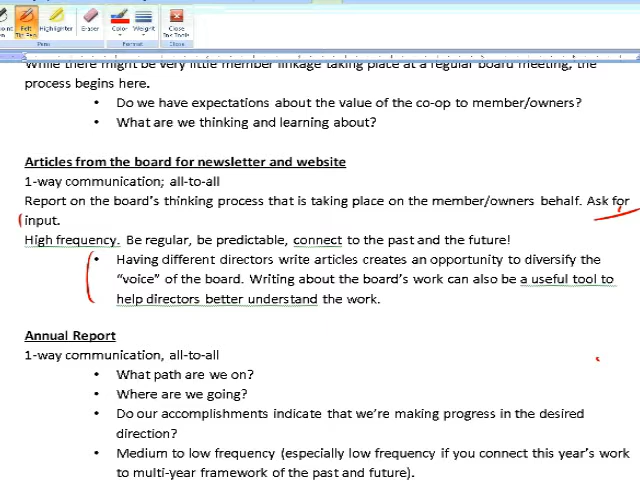 Felt Tip Pen
Highlighter
Eraser
Color
Weight
Close Ink Tools
Pens
Format
Close
While there might be very little member linkage taking place at a regular board meeting, the
process begins here.
• Do we have expectations about the value of the co-op to member/owners?
• What are we thinking and learning about?
Articles from the board for newsletter and website
1-way communication; all-to-all
Report on the board's thinking process that is taking place on the member/owners behalf. Ask for
input.
High frequency. Be regular, be predictable, connect to the past and the future!
• Having different directors write articles creates an opportunity to diversify the
“voice” of the board. Writing about the board's work can also be a useful tool to
help directors better understand the work.
Annual Report
1-way communication, all-to-all
• What path are we on?
• Where are we going?
• Do our accomplishments indicate that we're making progress in the desired
direction?
• Medium to low frequency (especially low frequency if you connect this year's work
to multi-year framework of the past and future).